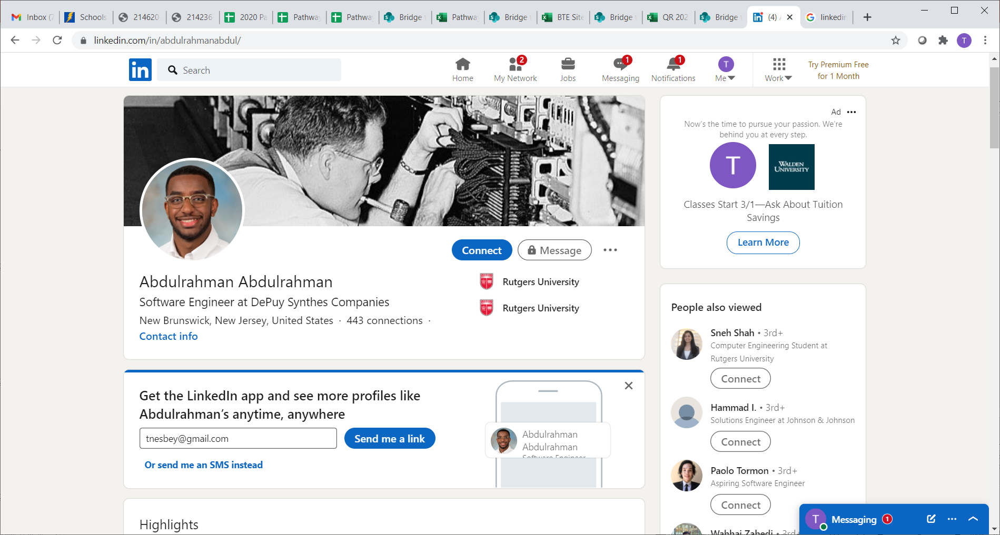 Inbox (7
Schools
214620
214236
2020 Pa
Pathwa
Pathwa
Bridge
Pathwa
Bridge
BTE Site
Bridge
QR 202
Bridge
(4)
linkedin
linkedin.com/in/abdulrahmanabdul/
T
in
Search
Home
2
My Network
Jobs
1
Messaging
1
Notifications
T
Me
Work
Try Premium Free
for 1 Month
Abdulrahman Abdulrahman
Software Engineer at DePuy Synthes Companies
New Brunswick, New Jersey, United States · 443 connections ·
Contact info
Connect
Message
Rutgers University
Rutgers University
Get the LinkedIn app and see more profiles like
Abdulrahman’s anytime, anywhere
tnesbey@gmail.com
Send me a link
Or send me an SMS instead
Abdulrahman
Abdulrahman
Software Engineer
Highlights
Ad
Now’s the time to pursue your passion. We’re
behind you at every step.
T
WALDEN
UNIVERSITY
Classes Start 3/1—Ask About Tuition
Savings
Learn More
People also viewed
Sneh Shah • 3rd+
Computer Engineering Student at
Rutgers University
Connect
Hammad I. • 3rd+
Solutions Engineer at Johnson & Johnson
Connect
Paolo Tormon • 3rd+
Aspiring Software Engineer
Connect
Wahhaj Zahedi • 3rd+
T
Messaging 1